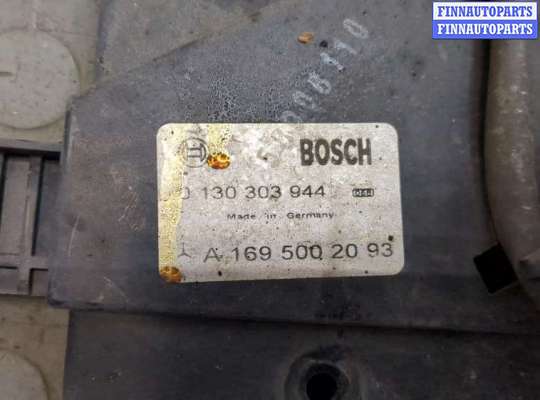 FINNAUTOPARTS
FINNAUTOPARTS
BOSCH
0 130 303 944
Made in Germany
A 169 500 20 93